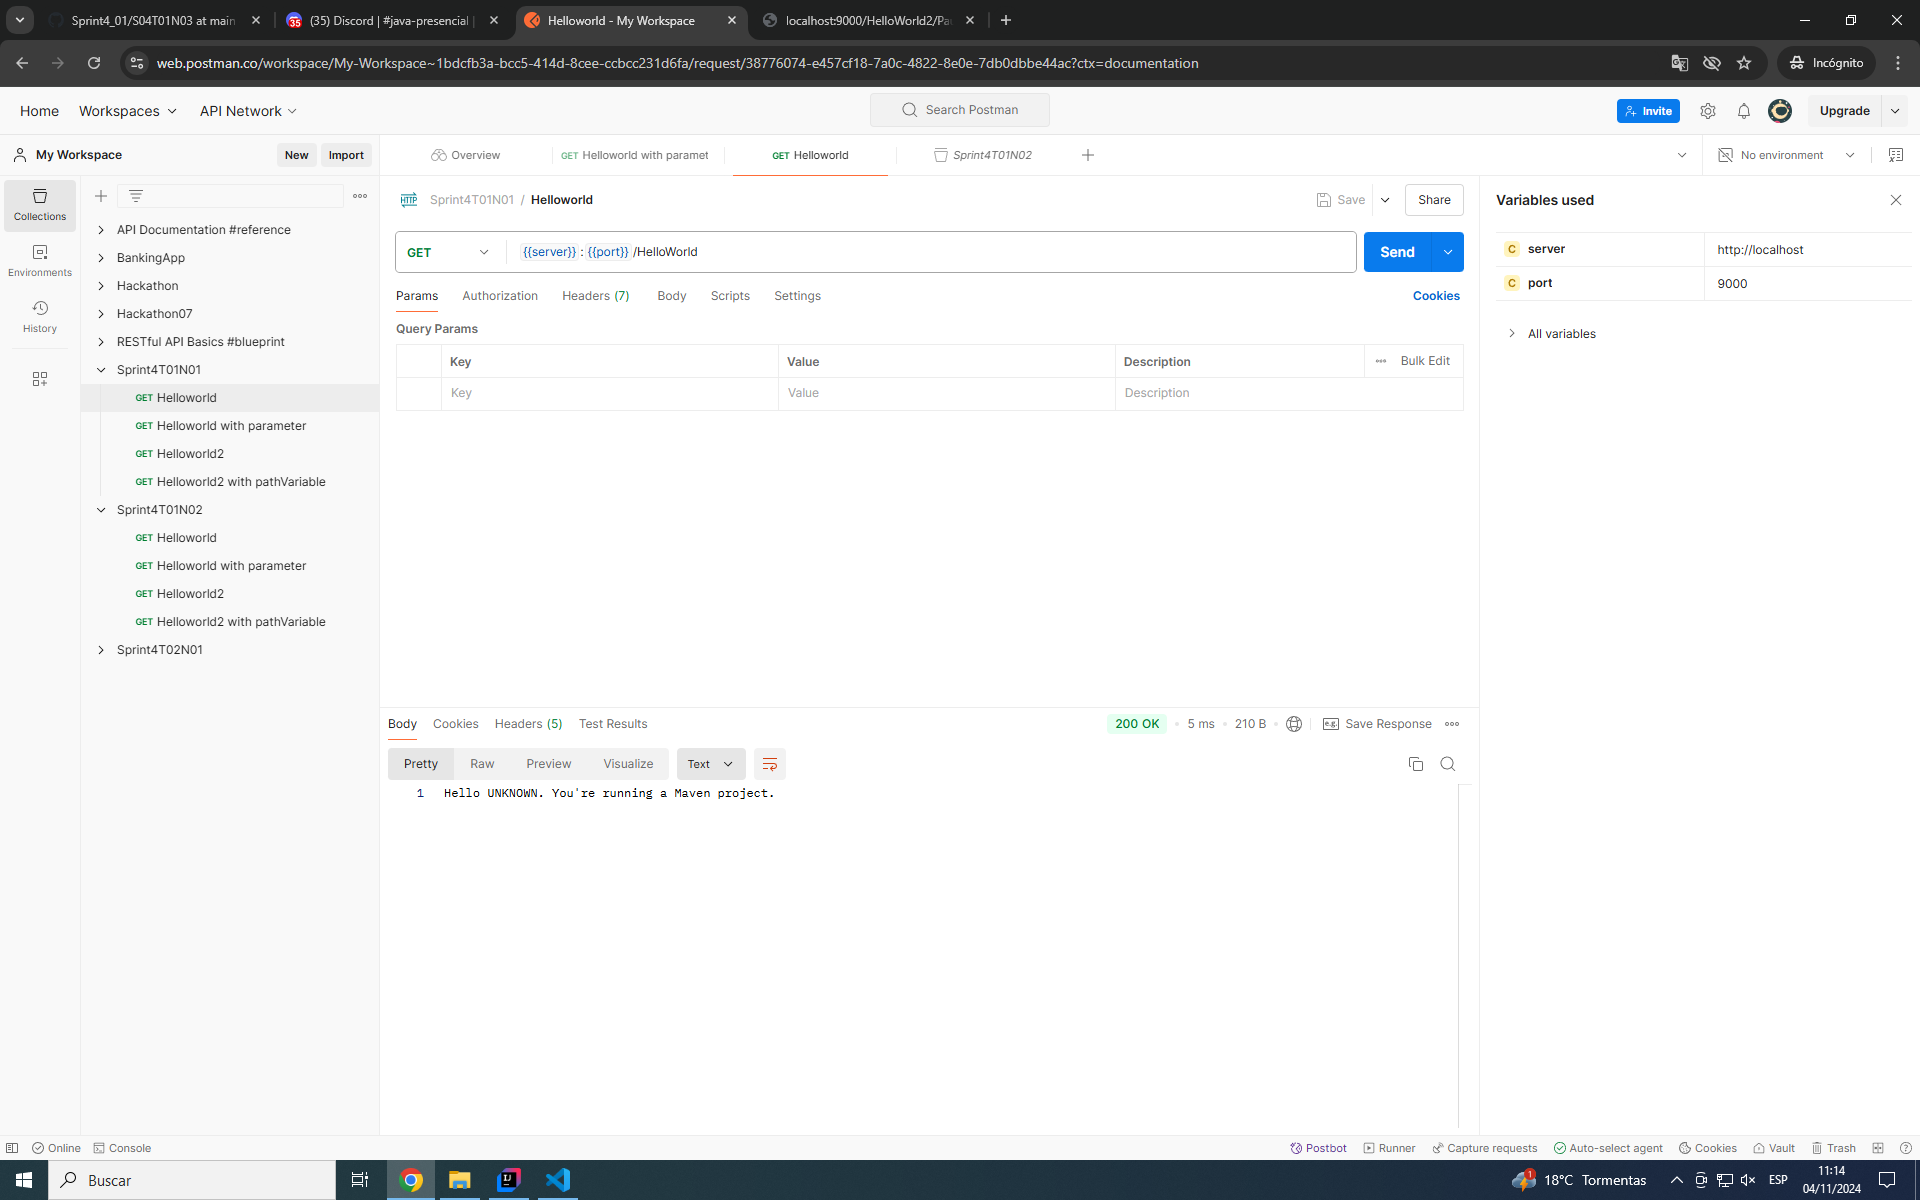 Sprint4_01/S04T01N03 at main
(35) Discord | #java-presencial |
Helloworld - My Workspace
localhost:9000/HelloWorld2/Pau
web.postman.co/workspace/My-Workspace~1bdcfb3a-bcc5-414d-8cee-ccbcc231d6fa/request/38776074-e457cf18-7a0c-4822-8e0e-7db0dbbe44ac?ctx=documentation
Incógnito
Home
Workspaces
API Network
Search Postman
Invite
Upgrade
My Workspace
New
Import
Overview
GET Helloworld with paramet
GET Helloworld
Sprint4T01N02
No environment
Collections
Environments
History
API Documentation #reference
BankingApp
Hackathon
Hackathon07
RESTful API Basics #blueprint
Sprint4T01N01
GET Helloworld
GET Helloworld with parameter
GET Helloworld2
GET Helloworld2 with pathVariable
Sprint4T01N02
GET Helloworld
GET Helloworld with parameter
GET Helloworld2
GET Helloworld2 with pathVariable
Sprint4T02N01
HTTP Sprint4T01N01 / Helloworld
Save
Share
GET
{{server}} : {{port}} /HelloWorld
Send
Params
Authorization
Headers (7)
Body
Scripts
Settings
Cookies
Query Params
Key
Value
Description
Bulk Edit
Key
Value
Description
Variables used
C server
http://localhost
C port
9000
All variables
Body
Cookies
Headers (5)
Test Results
200 OK
5 ms
210 B
e.g. Save Response
Pretty
Raw
Preview
Visualize
Text
1 Hello UNKNOWN. You're running a Maven project.
Online
Console
Postbot
Runner
Capture requests
Auto-select agent
Cookies
Vault
Trash
Buscar
1
18°C Tormentas
ESP
11:14
04/11/2024